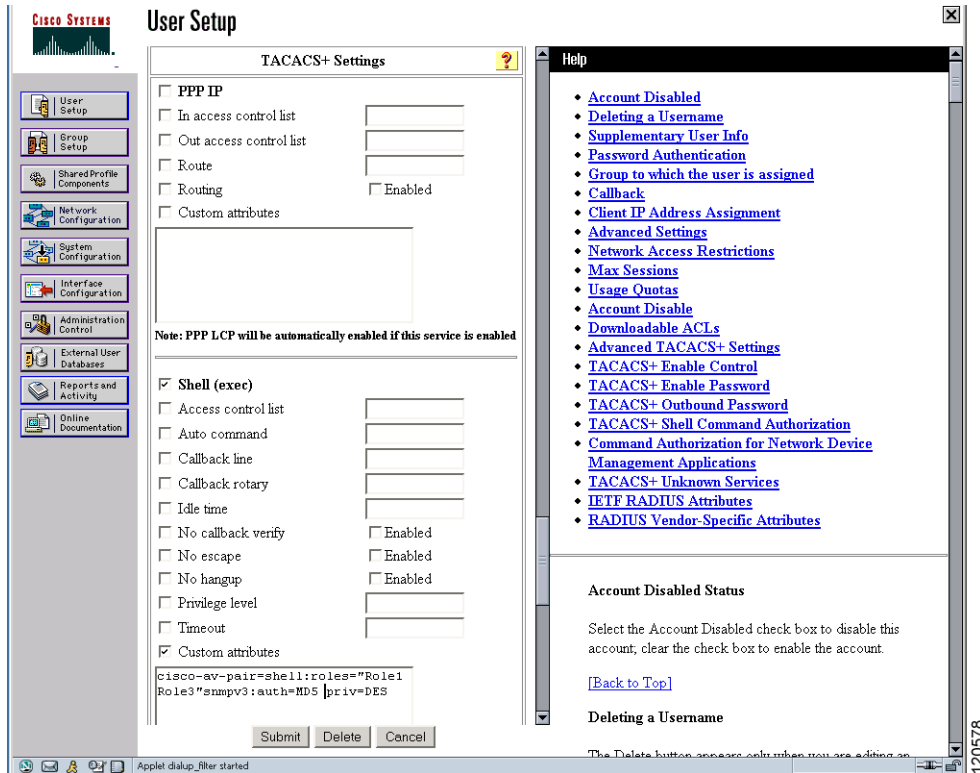 CISCO SYSTEMS
User Setup
User
Setup
Group
Setup
Shared Profile
Components
Network
Configuration
System
Configuration
Interface
Configuration
Administration
Control
External User
Databases
Reports and
Activity
Online
Documentation
TACACS+ Settings
?
PPP IP
In access control list
Out access control list
Route
Routing Enabled
Custom attributes
Note: PPP LCP will be automatically enabled if this service is enabled
Shell (exec)
Access control list
Auto command
Callback line
Callback rotary
Idle time
No callback verify Enabled
No escape Enabled
No hangup Enabled
Privilege level
Timeout
Custom attributes
cisco-av-pair=shell:roles="Role1
Role3"snmpv3:auth=MD5 priv=DES
Submit Delete Cancel
Help
Account Disabled
Deleting a Username
Supplementary User Info
Password Authentication
Group to which the user is assigned
Callback
Client IP Address Assignment
Advanced Settings
Network Access Restrictions
Max Sessions
Usage Quotas
Account Disable
Downloadable ACLs
Advanced TACACS+ Settings
TACACS+ Enable Control
TACACS+ Enable Password
TACACS+ Outbound Password
TACACS+ Shell Command Authorization
Command Authorization for Network Device
Management Applications
TACACS+ Unknown Services
IETF RADIUS Attributes
RADIUS Vendor-Specific Attributes
Account Disabled Status
Select the Account Disabled check box to disable this
account; clear the check box to enable the account.
[Back to Top]
Deleting a Username
The Delete button appears only when you are editing an
Applet dialup_filter started
120578